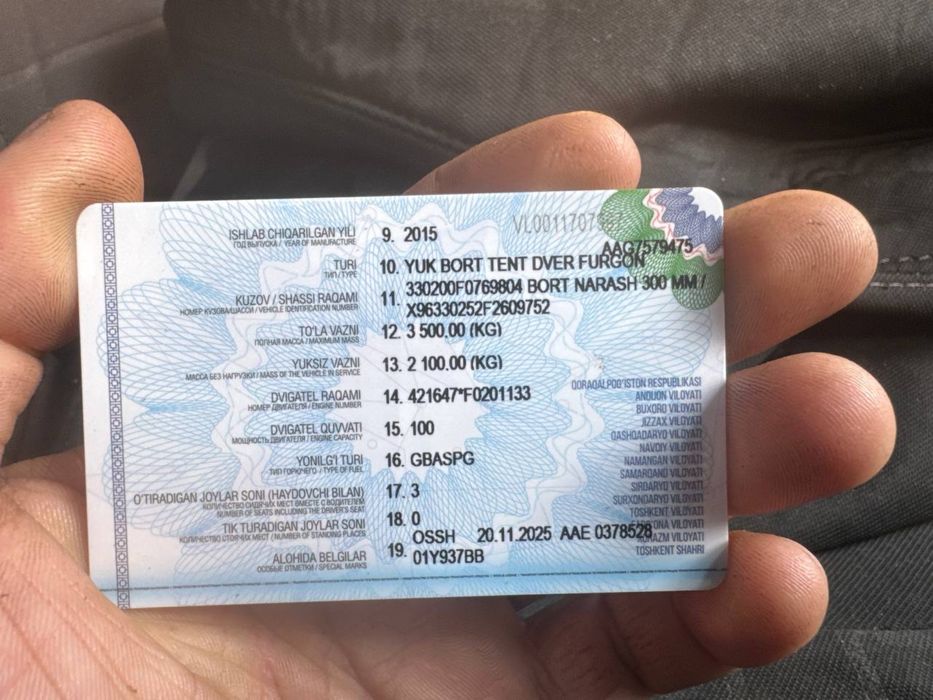 VL0011707
AAG7579475
ISHLAB CHIQARILGAN YILI 9. 2015
ГОД ВЫПУСКА / YEAR OF MANUFACTURE
TURI 10. YUK BORT TENT DVER FURGON
ТИП / TYPE
330200F0769804 BORT NARASH 300 MM /
KUZOV / SHASSI RAQAMI 11. X96330252F2609752
НОМЕР КУЗОВА/ШАССИ / VEHICLE IDENTIFICATION NUMBER
TO'LA VAZNI 12. 3 500.00 (KG)
ПОЛНАЯ МАССА / MAXIMUM MASS
YUKSIZ VAZNI 13. 2 100.00 (KG)
МАССА БЕЗ НАГРУЗКИ / MASS OF THE VEHICLE IN SERVICE
DVIGATEL RAQAMI 14. 421647*F0201133
НОМЕР ДВИГАТЕЛЯ / ENGINE NUMBER
DVIGATEL QUVVATI 15. 100
МОЩНОСТЬ ДВИГАТЕЛЯ / ENGINE CAPACITY
YONILG'I TURI 16. GBASPG
ТИП ГОРЮЧЕГО / TYPE OF FUEL
O'TIRADIGAN JOYLAR SONI (HAYDOVCHI BILAN) 17. 3
КОЛИЧЕСТВО СИДЯЧИХ МЕСТ ВМЕСТЕ С ВОДИТЕЛЕМ
NUMBER OF SEATS INCLUDING THE DRIVER'S SEAT
TIK TURADIGAN JOYLAR SONI 18. 0
КОЛИЧЕСТВО СТОЯЧИХ МЕСТ / NUMBER OF STANDING PLACES
OSSH 20.11.2025 AAE 0378528
ALOHIDA BELGILAR 19. 01Y937BB
ОСОБЫЕ ОТМЕТКИ / SPECIAL MARKS
QORAQALPOG'ISTON RESPUBLIKASI
ANDIJON VILOYATI
BUXORO VILOYATI
JIZZAX VILOYATI
QASHQADARYO VILOYATI
NAVOIY VILOYATI
NAMANGAN VILOYATI
SAMARQAND VILOYATI
SIRDARYO VILOYATI
SURXONDARYO VILOYATI
TOSHKENT VILOYATI
VILOYATI
VILOYATI
TOSHKENT SHAHRI